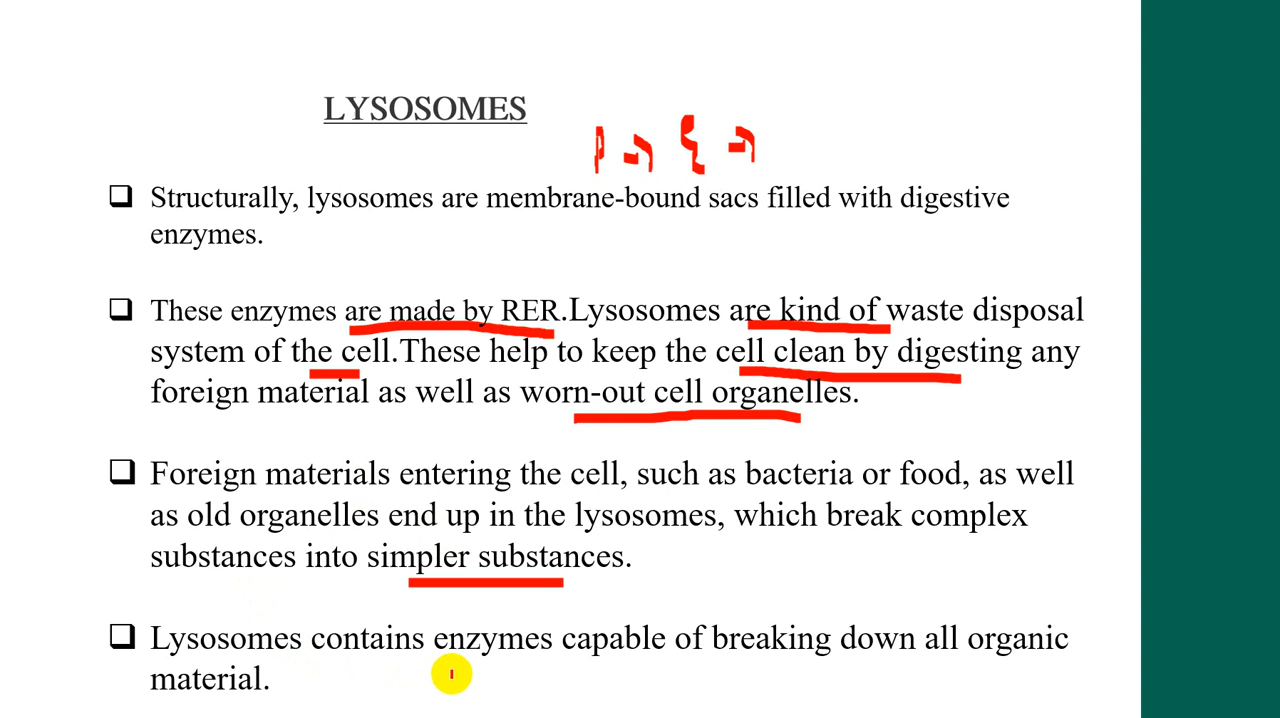 LYSOSOMES
Structurally, lysosomes are membrane-bound sacs filled with digestive
enzymes.
These enzymes are made by RER.Lysosomes are kind of waste disposal
system of the cell.These help to keep the cell clean by digesting any
foreign material as well as worn-out cell organelles.
Foreign materials entering the cell, such as bacteria or food, as well
as old organelles end up in the lysosomes, which break complex
substances into simpler substances.
Lysosomes contains enzymes capable of breaking down all organic
material.